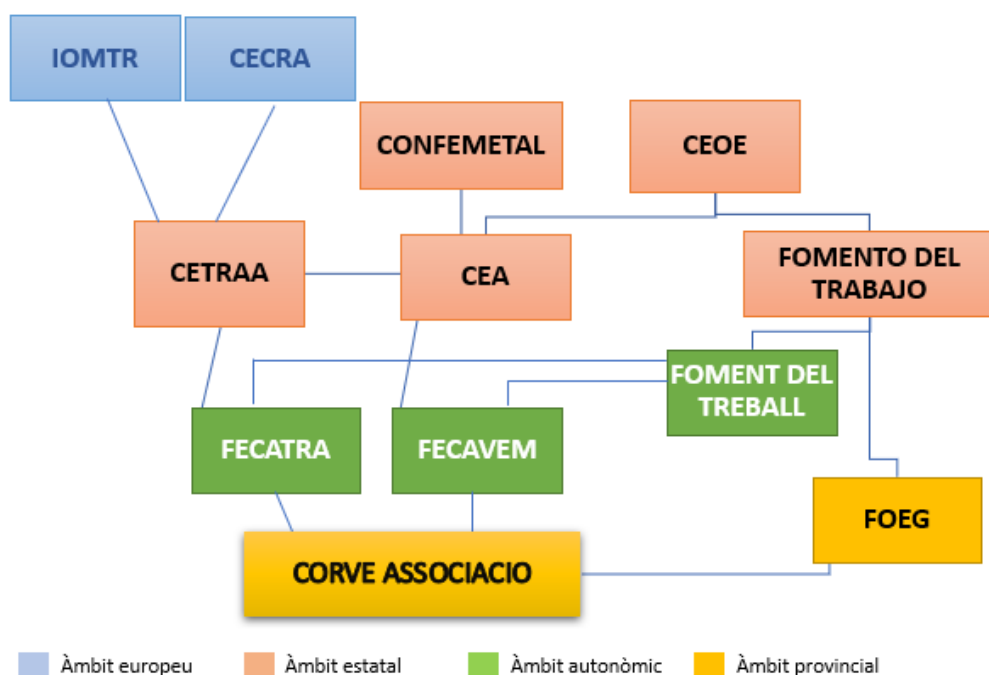 IOMTR
CECRA
CONFEMETAL
CEOE
CETRAA
CEA
FOMENTO DEL
TRABAJO
FOMENT DEL
TREBALL
FECATRA
FECAVEM
FOEG
CORVE ASSOCIACIO
Àmbit europeu
Àmbit estatal
Àmbit autonòmic
Àmbit provincial